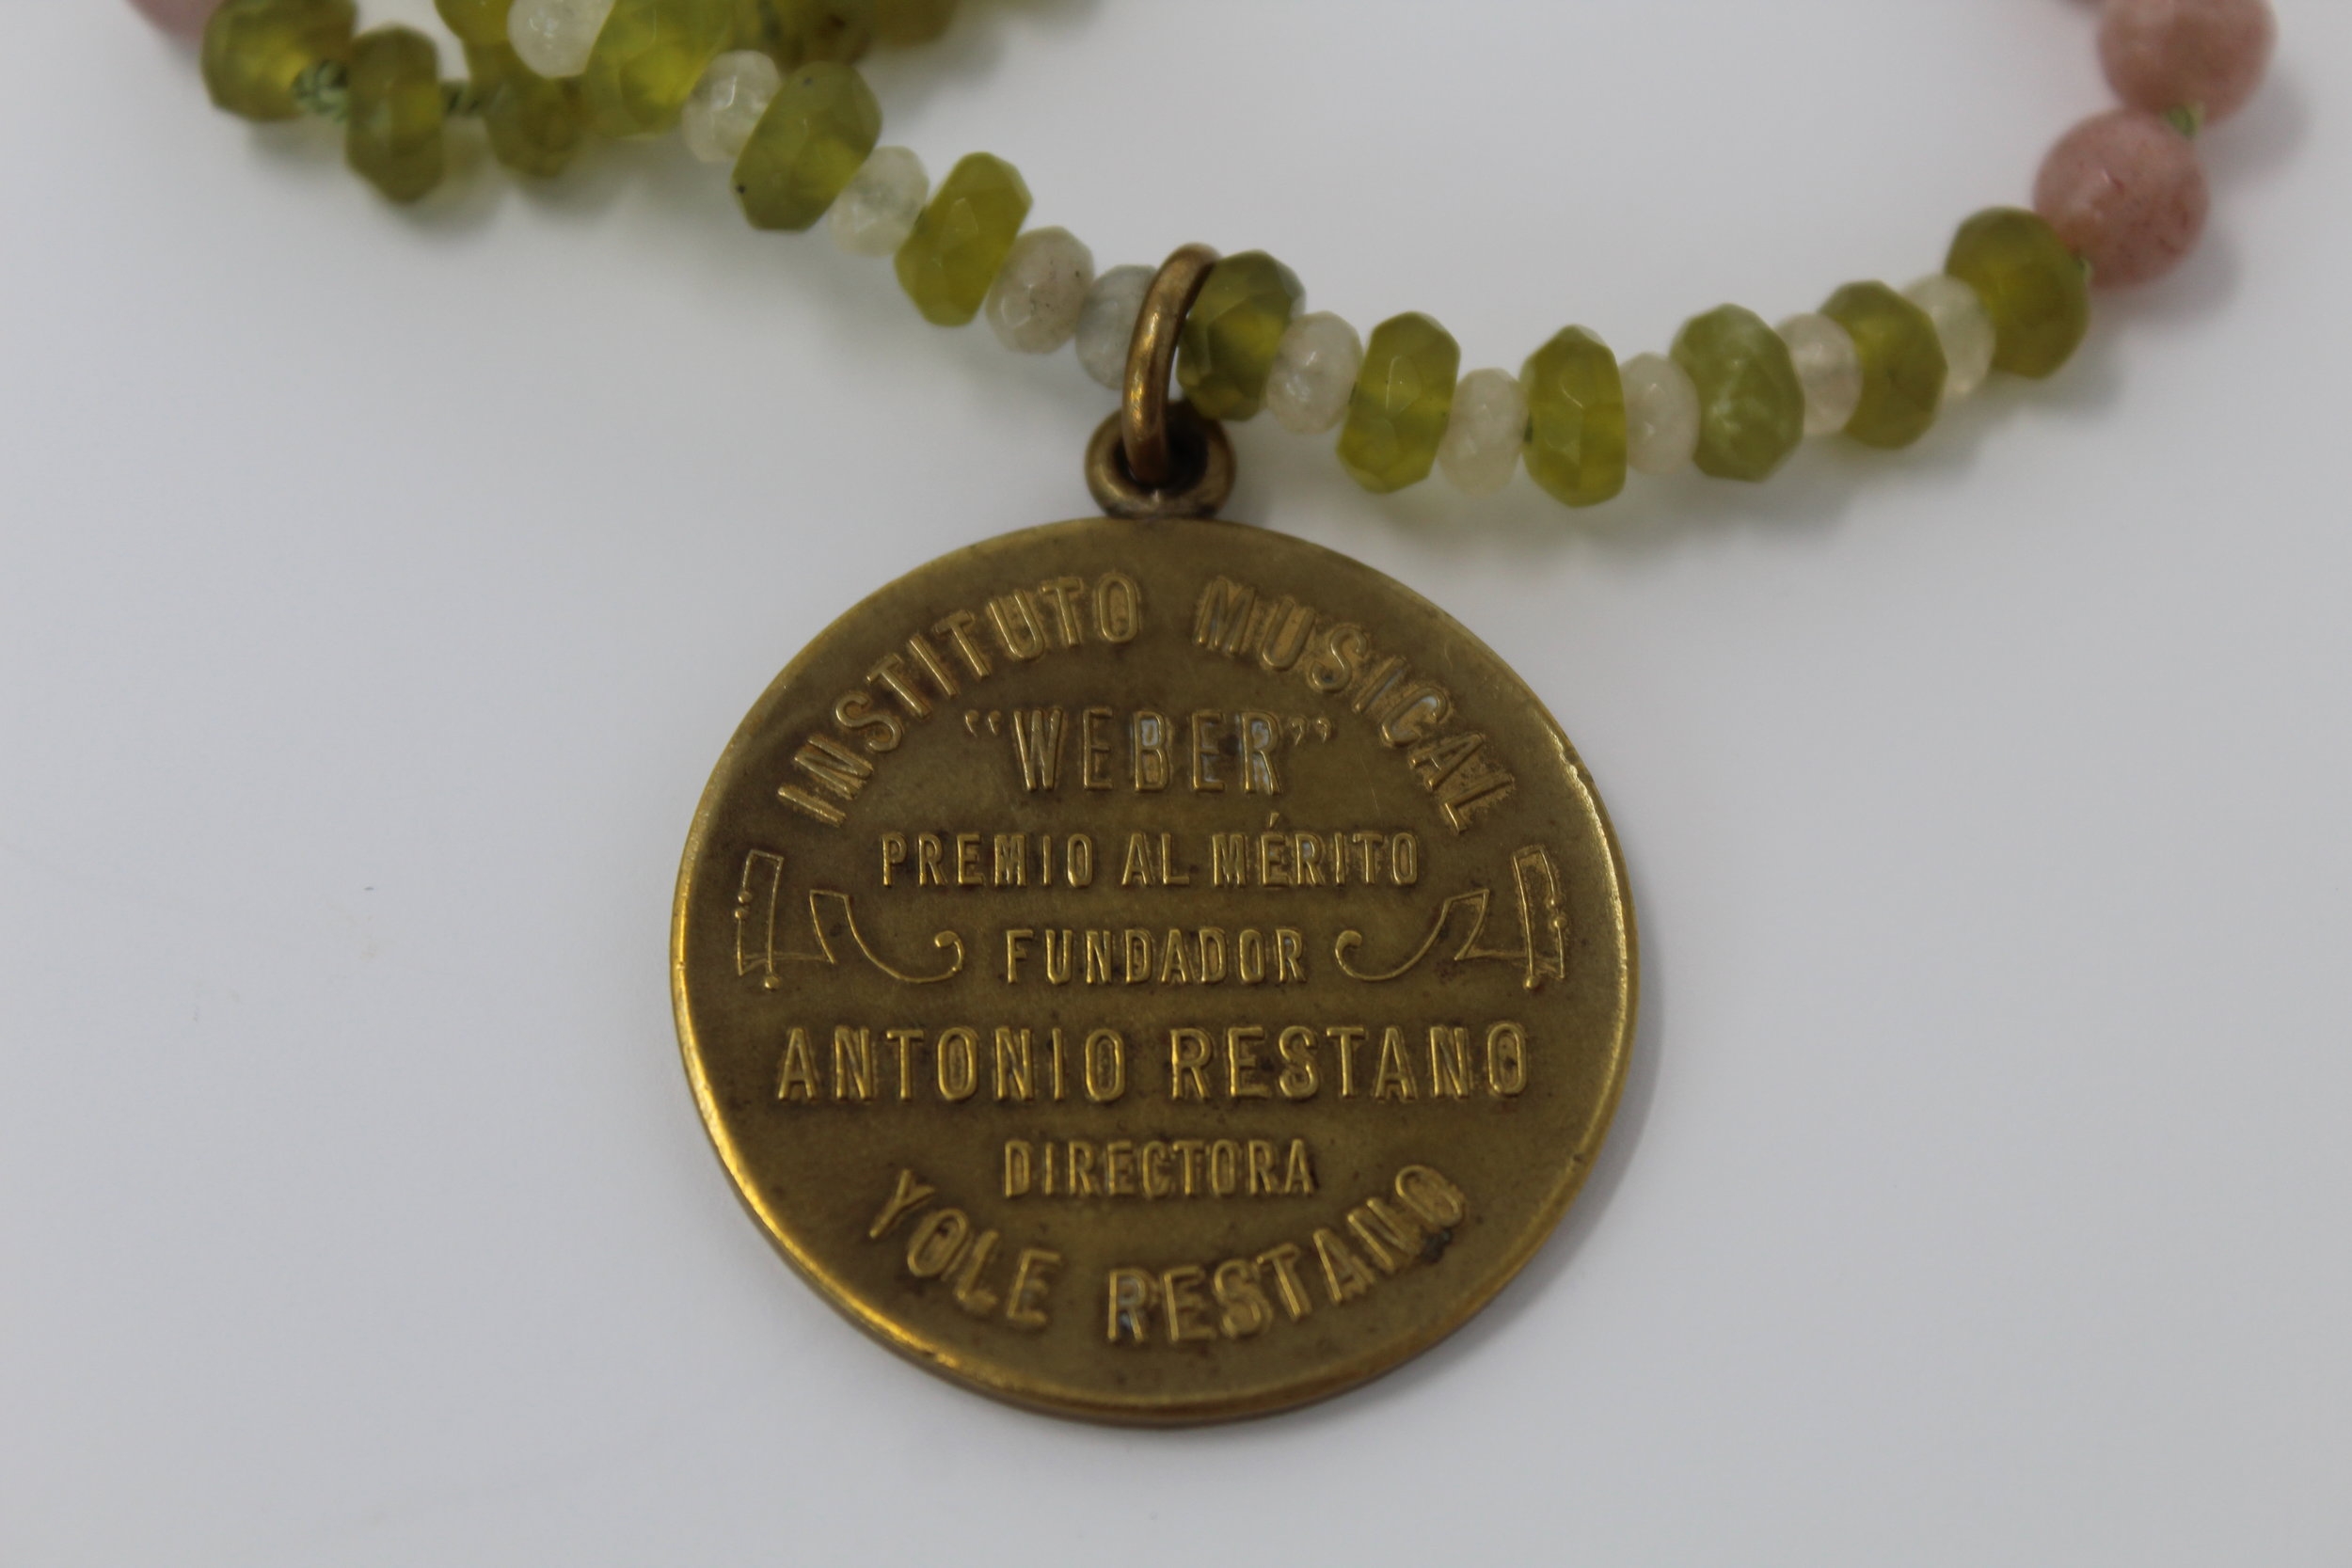 INSTITUTO MUSICAL
“WEBER”
PREMIO AL MÉRITO
FUNDADOR
ANTONIO RESTANO
DIRECTORA
YOLE RESTANO